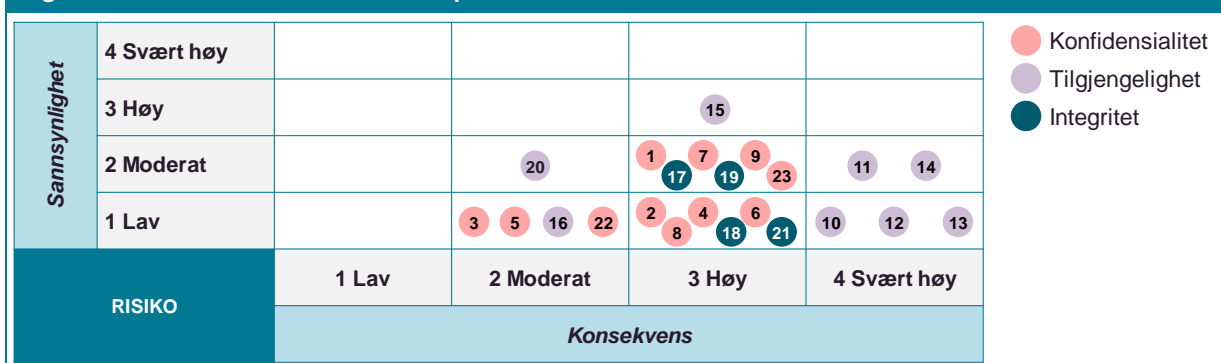 Sannsynlighet
4 Svært høy
3 Høy
15
2 Moderat
20
1 7 9
17 19 23
11 14
1 Lav
3 5 16 22
2 4 6
8 18 21
10 12 13
RISIKO
1 Lav 2 Moderat 3 Høy 4 Svært høy
Konsekvens
Konfidensialitet
Tilgjengelighet
Integritet